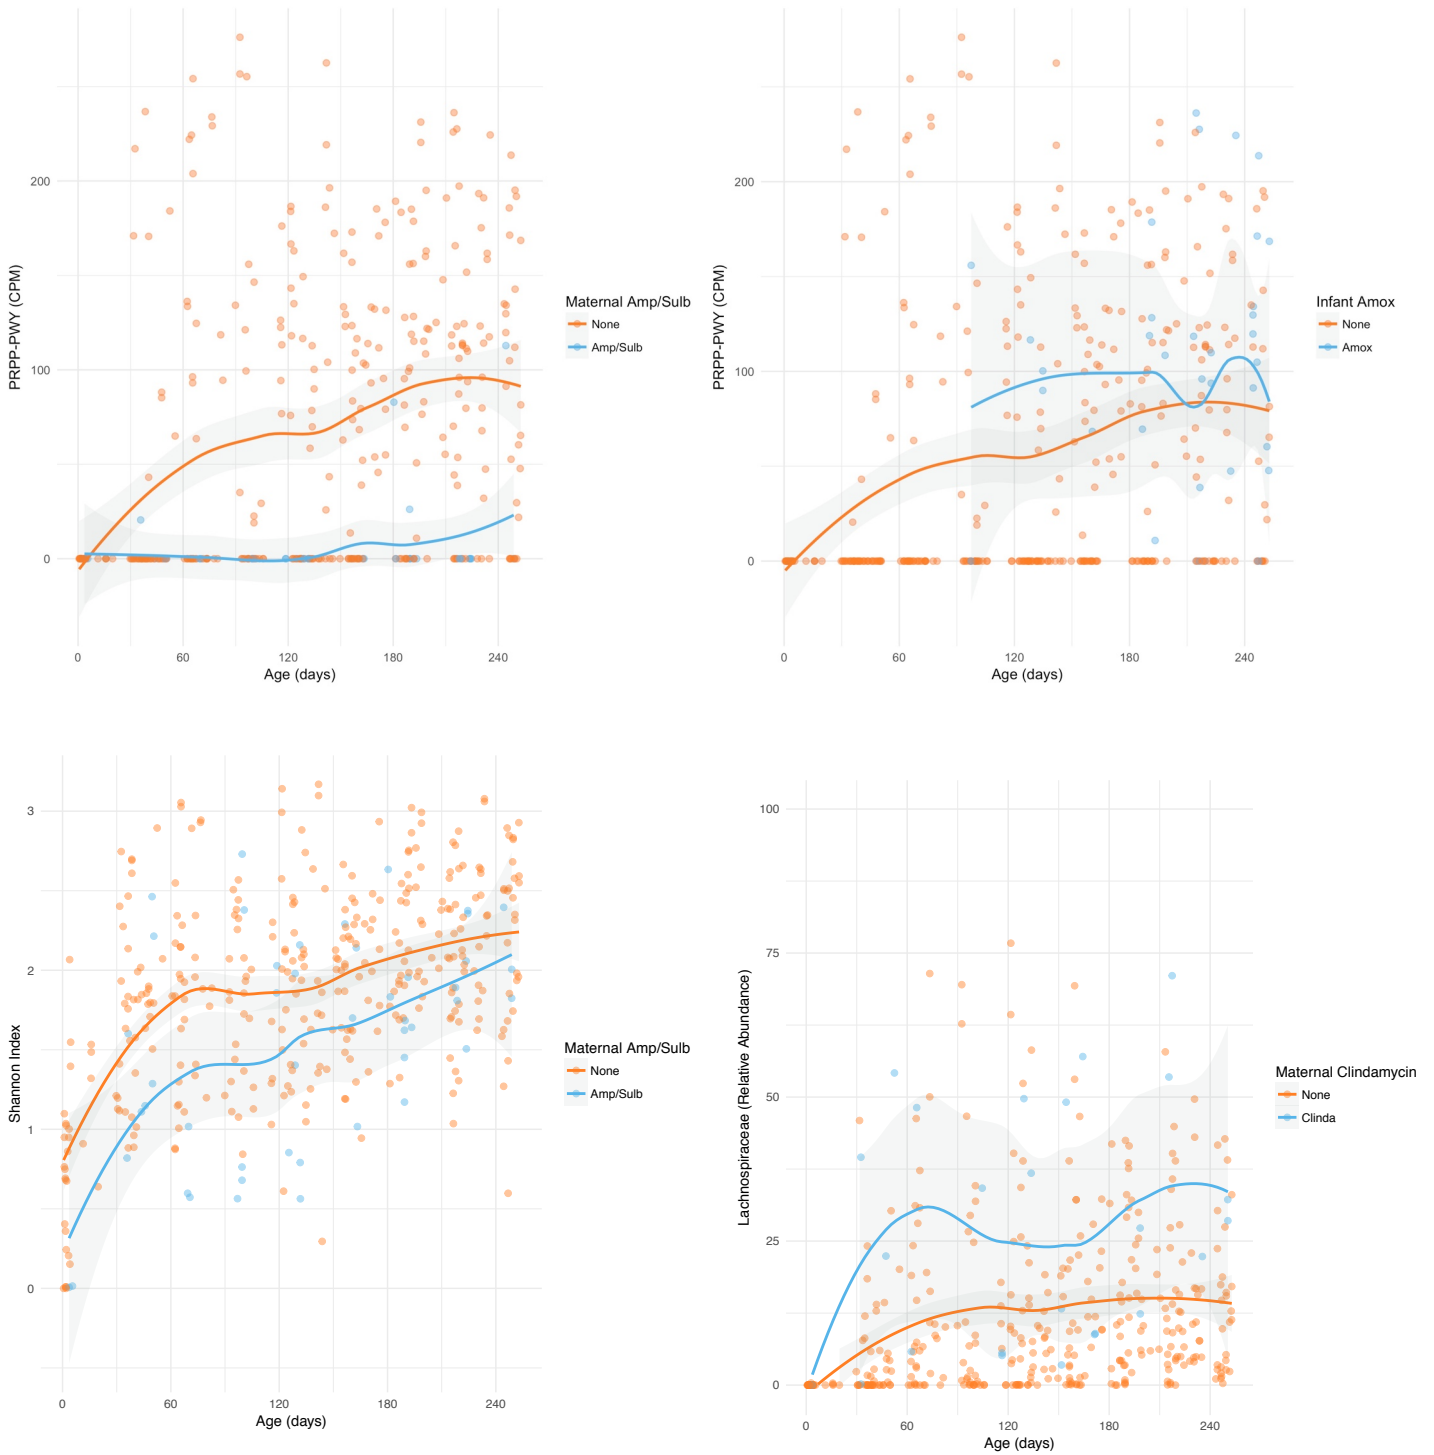 PRPP-PWY (CPM)
200
100
0
0 60 120 180 240
Age (days)
Maternal Amp/Sulb
None
Amp/Sulb
PRPP-PWY (CPM)
200
100
0
0 60 120 180 240
Age (days)
Infant Amox
None
Amox
Shannon Index
3
2
1
0
0 60 120 180 240
Age (days)
Maternal Amp/Sulb
None
Amp/Sulb
Lachnospiraceae (Relative Abundance)
100
75
50
25
0
0 60 120 180 240
Age (days)
Maternal Clindamycin
None
Clinda